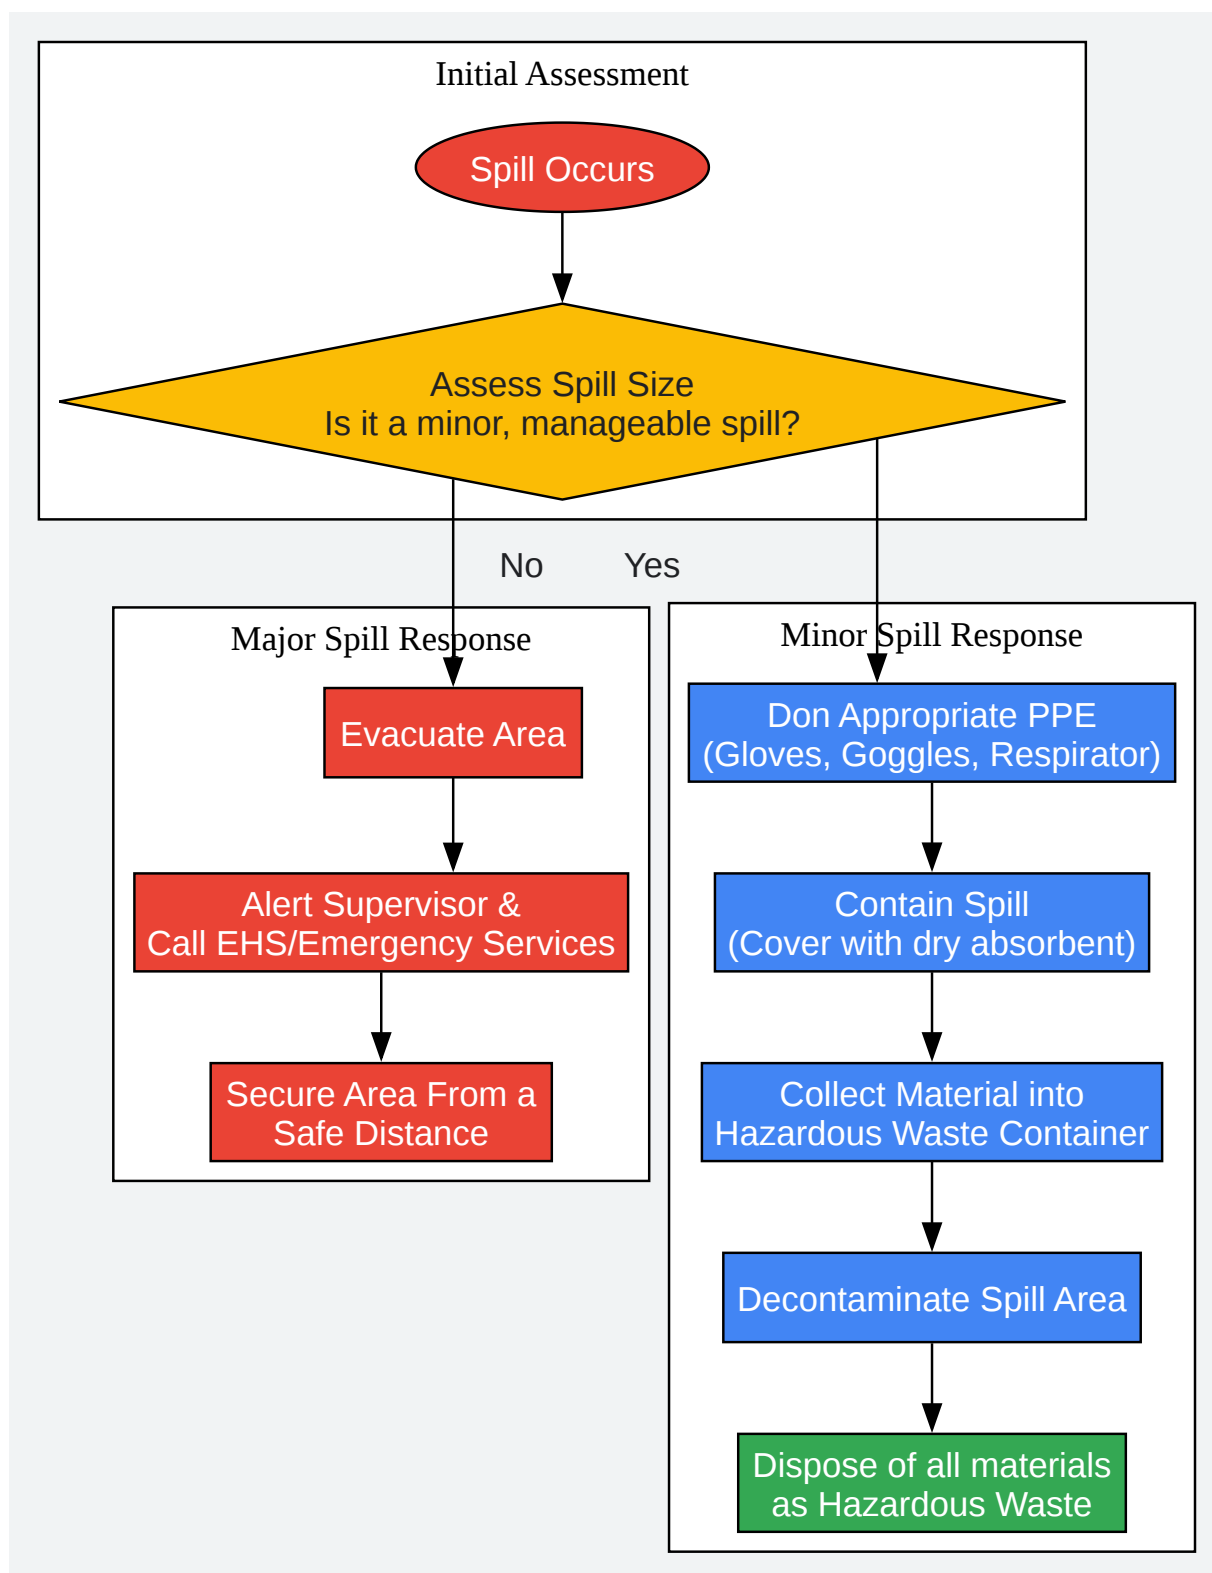 Initial Assessment
Spill Occurs
Assess Spill Size
Is it a minor, manageable spill?
No
Yes
Major Spill Response
Evacuate Area
Alert Supervisor &
Call EHS/Emergency Services
Secure Area From a
Safe Distance
Minor Spill Response
Don Appropriate PPE
(Gloves, Goggles, Respirator)
Contain Spill
(Cover with dry absorbent)
Collect Material into
Hazardous Waste Container
Decontaminate Spill Area
Dispose of all materials
as Hazardous Waste